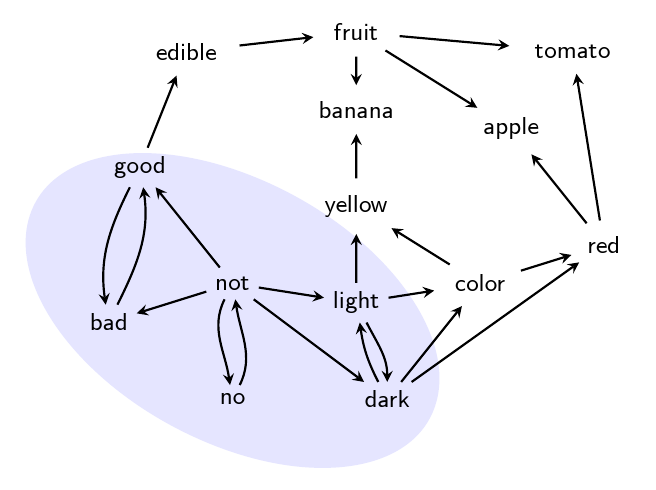 fruit
edible
tomato
banana
apple
good
yellow
red
not
color
light
bad
no
dark